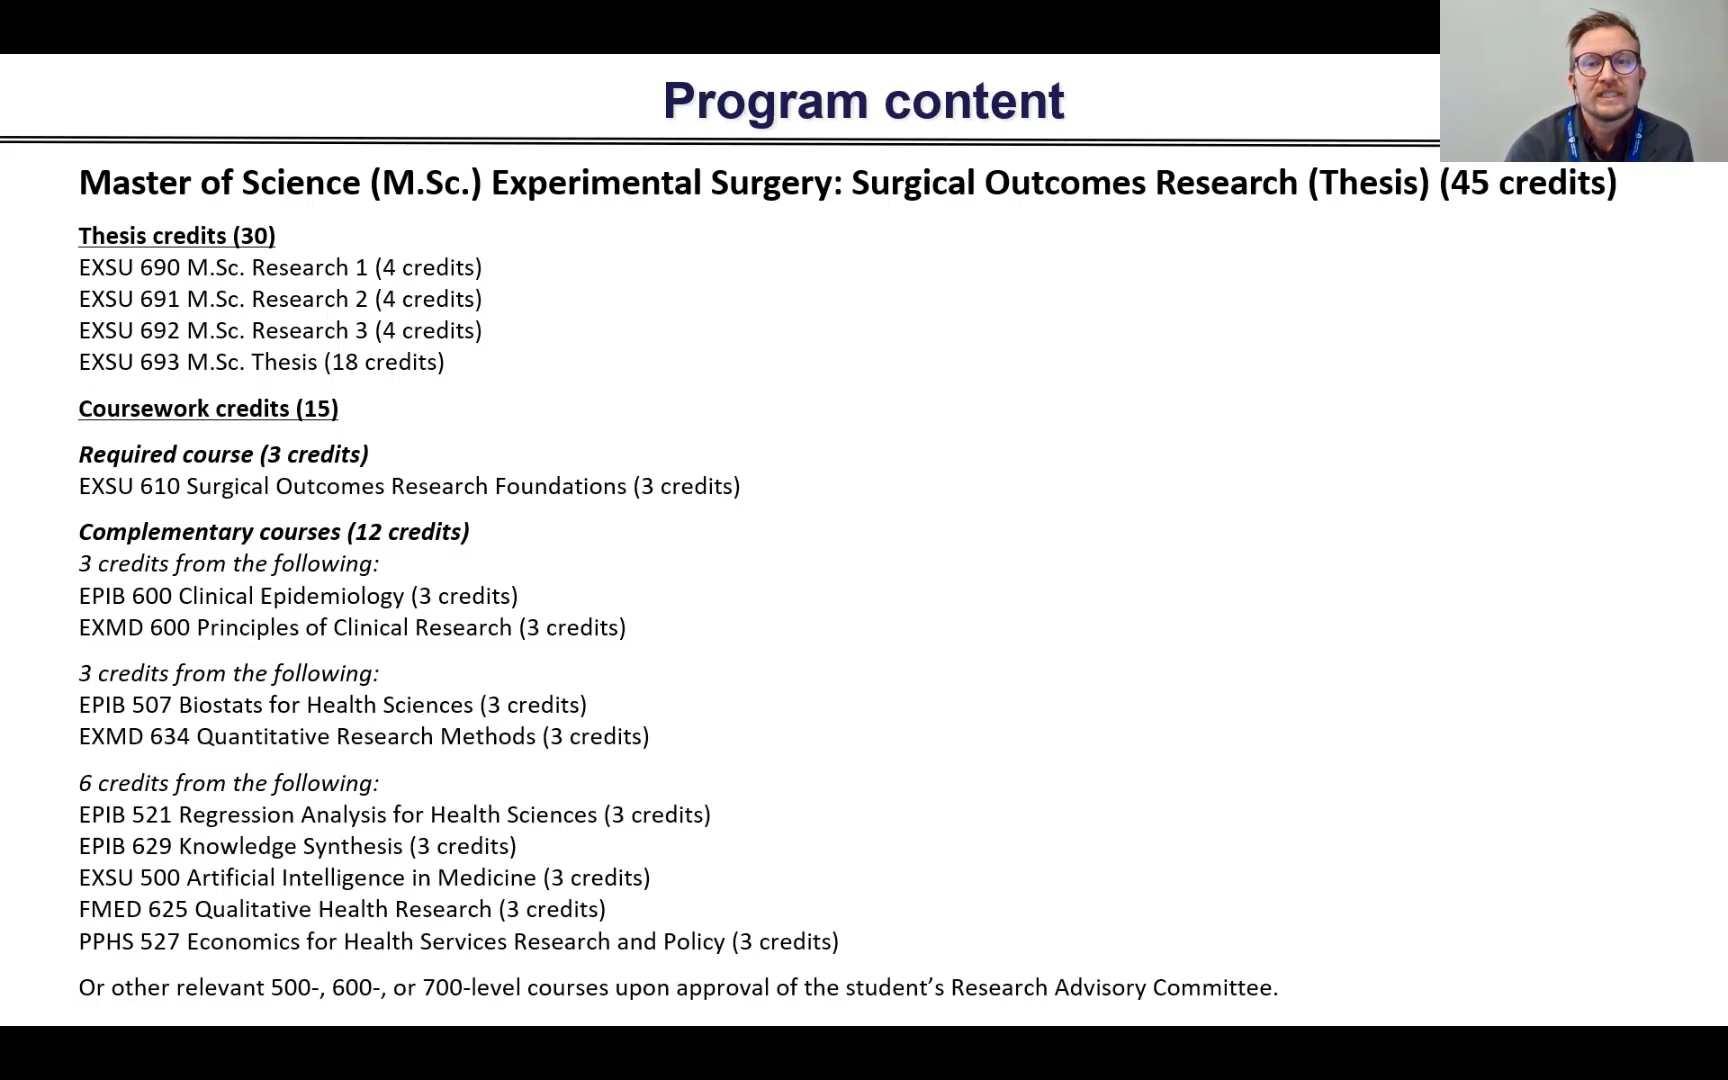 Program content
Master of Science (M.Sc.) Experimental Surgery: Surgical Outcomes Research (Thesis) (45 credits)
Thesis credits (30)
EXSU 690 M.Sc. Research 1 (4 credits)
EXSU 691 M.Sc. Research 2 (4 credits)
EXSU 692 M.Sc. Research 3 (4 credits)
EXSU 693 M.Sc. Thesis (18 credits)
Coursework credits (15)
Required course (3 credits)
EXSU 610 Surgical Outcomes Research Foundations (3 credits)
Complementary courses (12 credits)
3 credits from the following:
EPIB 600 Clinical Epidemiology (3 credits)
EXMD 600 Principles of Clinical Research (3 credits)
3 credits from the following:
EPIB 507 Biostats for Health Sciences (3 credits)
EXMD 634 Quantitative Research Methods (3 credits)
6 credits from the following:
EPIB 521 Regression Analysis for Health Sciences (3 credits)
EPIB 629 Knowledge Synthesis (3 credits)
EXSU 500 Artificial Intelligence in Medicine (3 credits)
FMED 625 Qualitative Health Research (3 credits)
PPHS 527 Economics for Health Services Research and Policy (3 credits)
Or other relevant 500-, 600-, or 700-level courses upon approval of the student’s Research Advisory Committee.